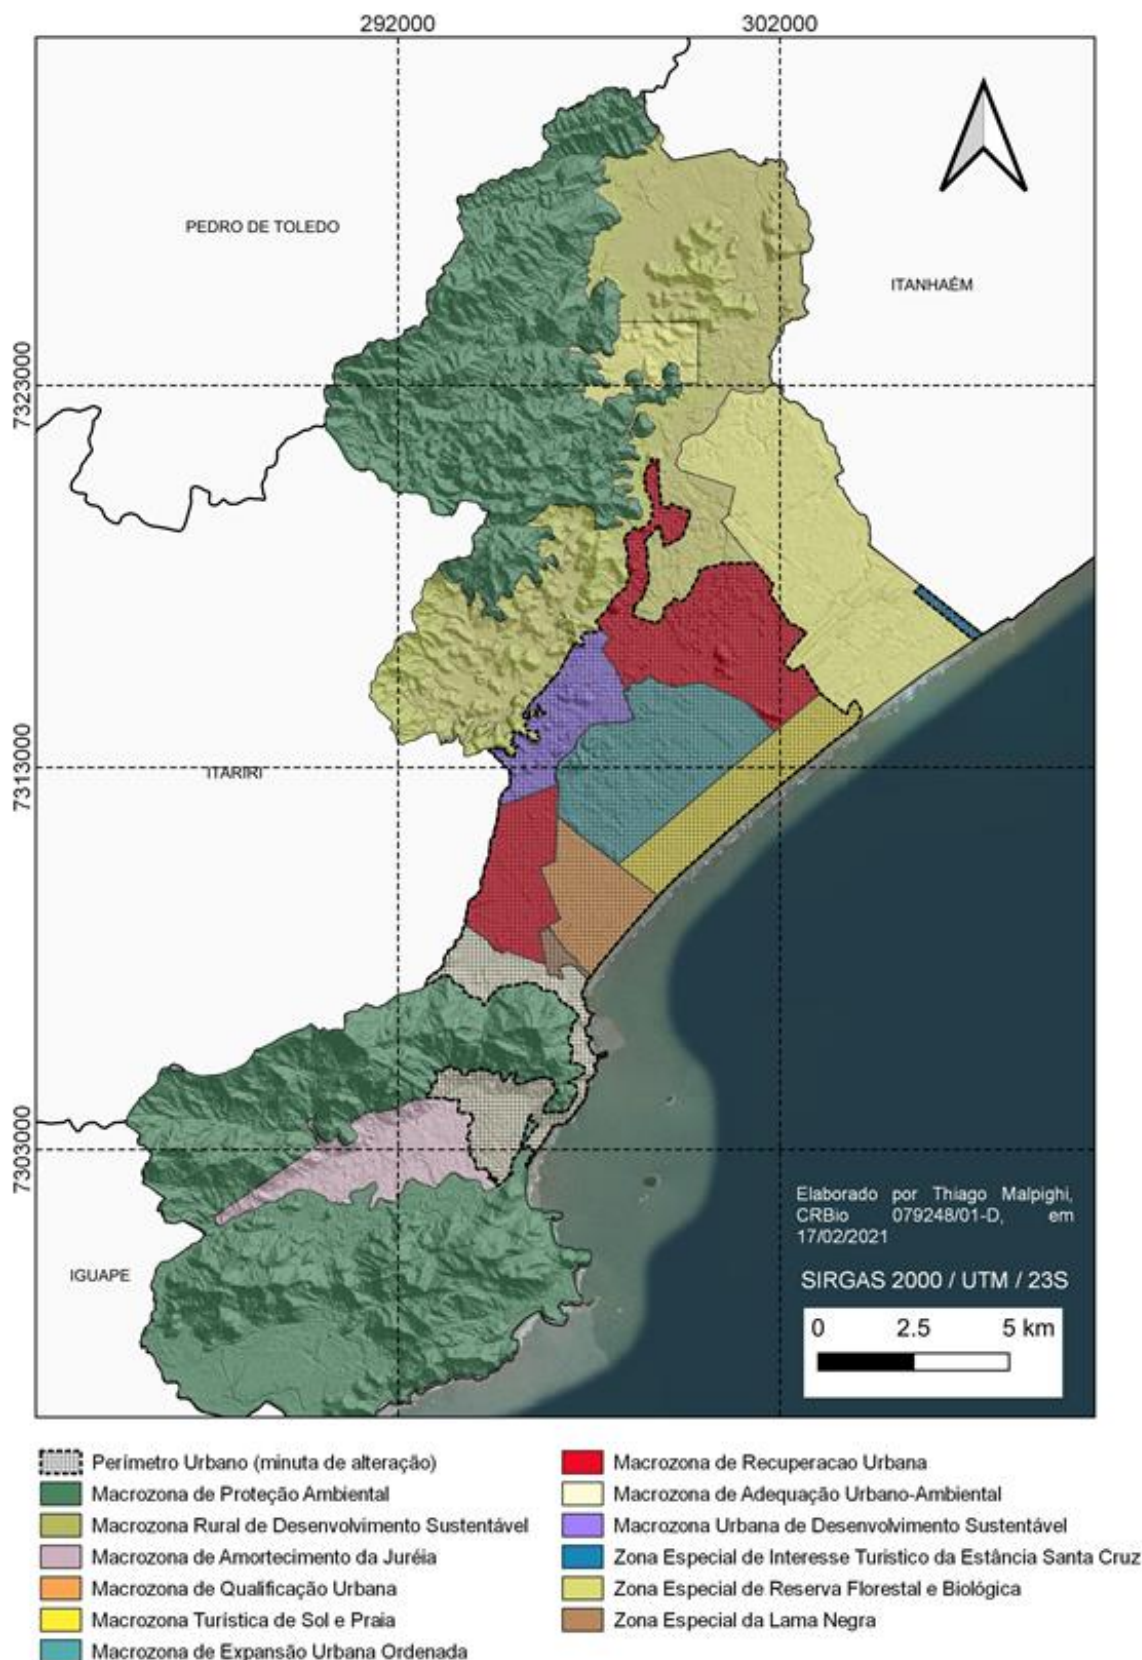 292000
302000
PEDRO DE TOLEDO
ITANHAÉM
7323000
7313000
ITARIRI
7303000
Elaborado por Thiago Malpighi,
CRBio 079248/01-D, em
17/02/2021
IGUAPE
SIRGAS 2000 / UTM / 23S
0 2.5 5 km
Perímetro Urbano (minuta de alteração)
Macrozona de Proteção Ambiental
Macrozona Rural de Desenvolvimento Sustentável
Macrozona de Amortecimento da Juréia
Macrozona de Qualificação Urbana
Macrozona Turística de Sol e Praia
Macrozona de Expansão Urbana Ordenada
Macrozona de Recuperacao Urbana
Macrozona de Adequação Urbano-Ambiental
Macrozona Urbana de Desenvolvimento Sustentável
Zona Especial de Interesse Turístico da Estância Santa Cruz
Zona Especial de Reserva Florestal e Biológica
Zona Especial da Lama Negra